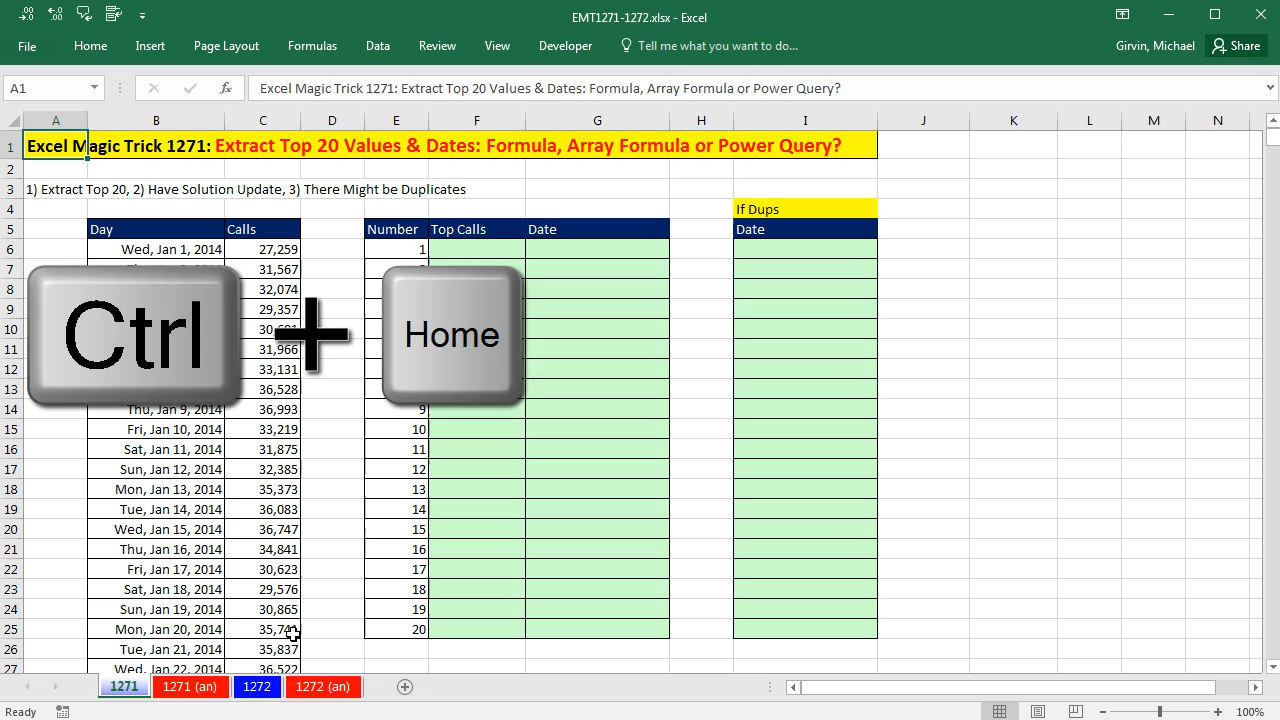 EMT1271-1272.xlsx - Excel
File Home Insert Page Layout Formulas Data Review View Developer Tell me what you want to do... Girvin, Michael Share
A1 fx Excel Magic Trick 1271: Extract Top 20 Values & Dates: Formula, Array Formula or Power Query?
A B C D E F G H I J K L M N
1 Excel Magic Trick 1271: Extract Top 20 Values & Dates: Formula, Array Formula or Power Query?
2
3 1) Extract Top 20, 2) Have Solution Update, 3) There Might be Duplicates
4 If Dups
5 Day Calls Number Top Calls Date Date
6 Wed, Jan 1, 2014 27,259 1
7 31,567
8 32,074
9 29,357
10
11 31,966
12 33,131
13 36,528
14 Thu, Jan 9, 2014 36,993 9
15 Fri, Jan 10, 2014 33,219 10
16 Sat, Jan 11, 2014 31,875 11
17 Sun, Jan 12, 2014 32,385 12
18 Mon, Jan 13, 2014 35,373 13
19 Tue, Jan 14, 2014 36,083 14
20 Wed, Jan 15, 2014 36,747 15
21 Thu, Jan 16, 2014 34,841 16
22 Fri, Jan 17, 2014 30,623 17
23 Sat, Jan 18, 2014 29,576 18
24 Sun, Jan 19, 2014 30,865 19
25 Mon, Jan 20, 2014 20
26 Tue, Jan 21, 2014 35,837
27 Wed, Jan 22, 2014 36,522
Ctrl + Home
1271 1271 (an) 1272 1272 (an)
Ready 100%